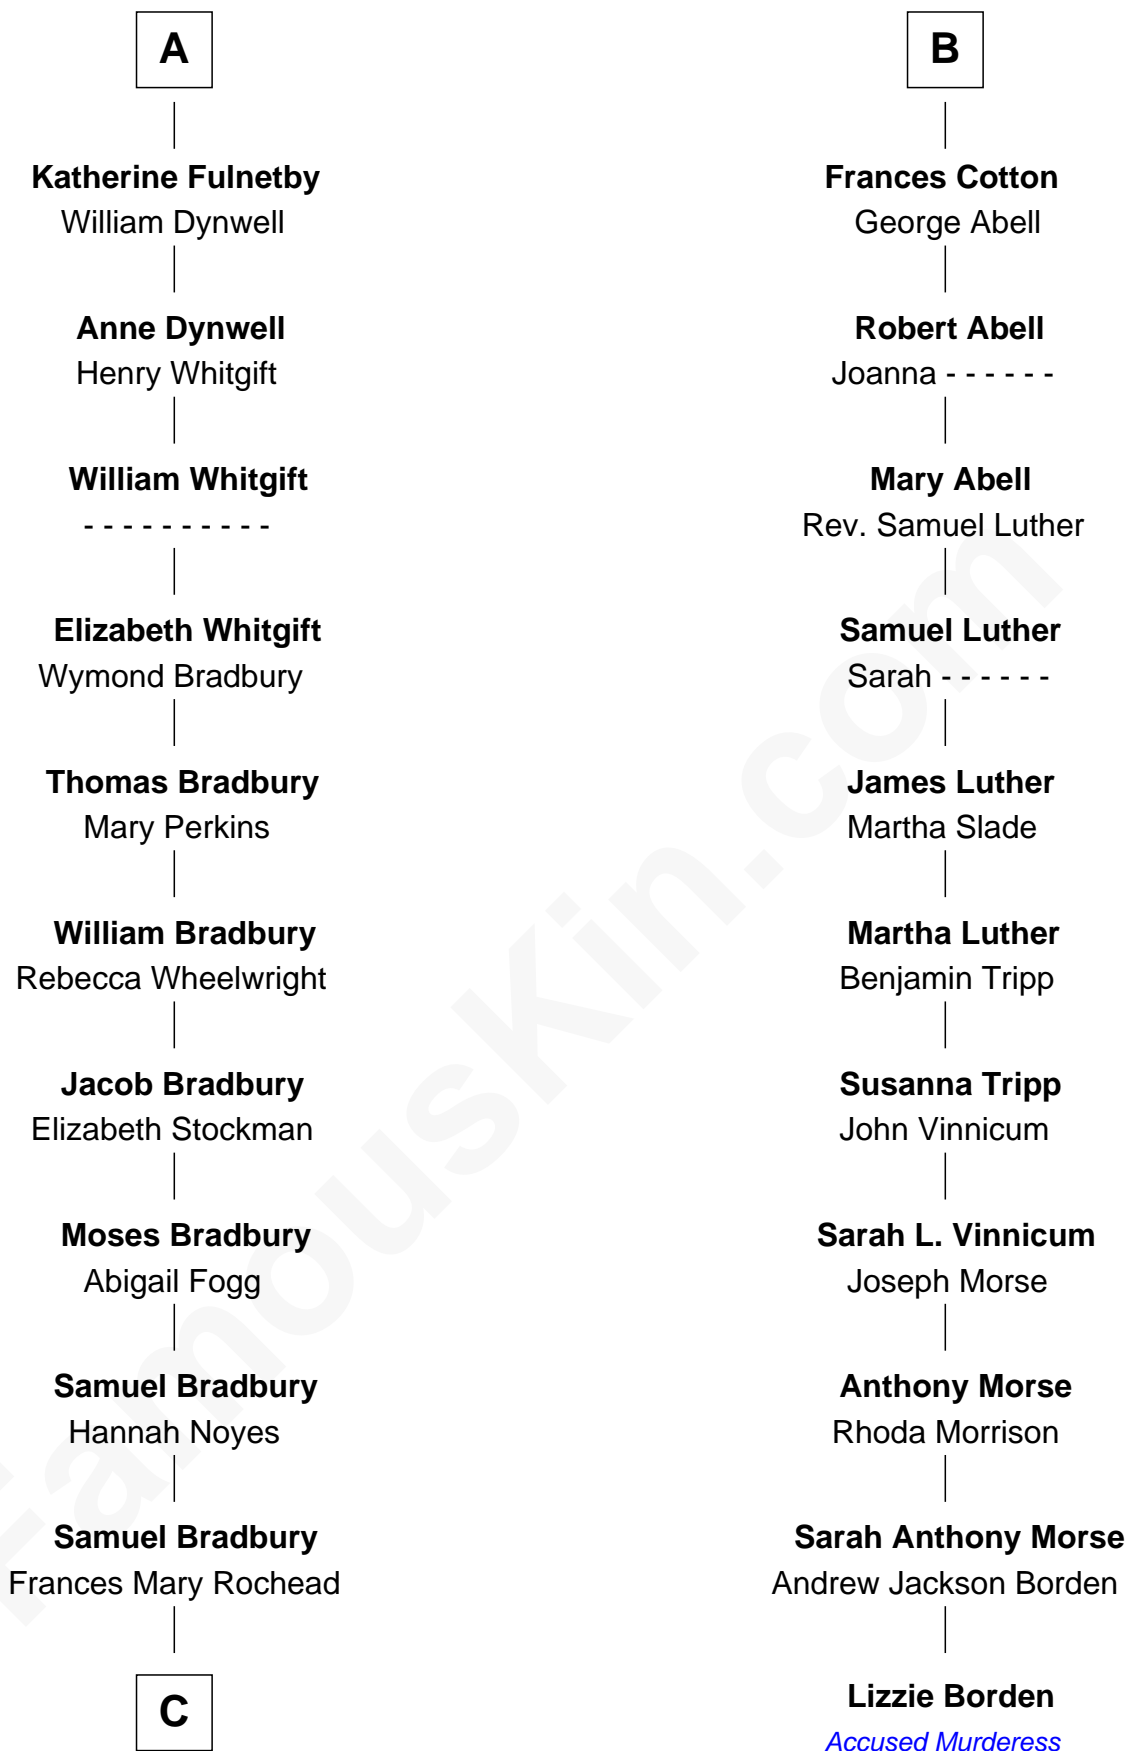 A
Katherine Fulnetby
William Dynwell
Anne Dynwell
Henry Whitgift
William Whitgift
- - - - - - - - - -
Elizabeth Whitgift
Wymond Bradbury
Thomas Bradbury
Mary Perkins
William Bradbury
Rebecca Wheelwright
Jacob Bradbury
Elizabeth Stockman
Moses Bradbury
Abigail Fogg
Samuel Bradbury
Hannah Noyes
Samuel Bradbury
Frances Mary Rochead
C
B
Frances Cotton
George Abell
Robert Abell
Joanna - - - - - -
Mary Abell
Rev. Samuel Luther
Samuel Luther
Sarah - - - - - -
James Luther
Martha Slade
Martha Luther
Benjamin Tripp
Susanna Tripp
John Vinnicum
Sarah L. Vinnicum
Joseph Morse
Anthony Morse
Rhoda Morrison
Sarah Anthony Morse
Andrew Jackson Borden
Lizzie Borden
Accused Murderess
FamousKin.com